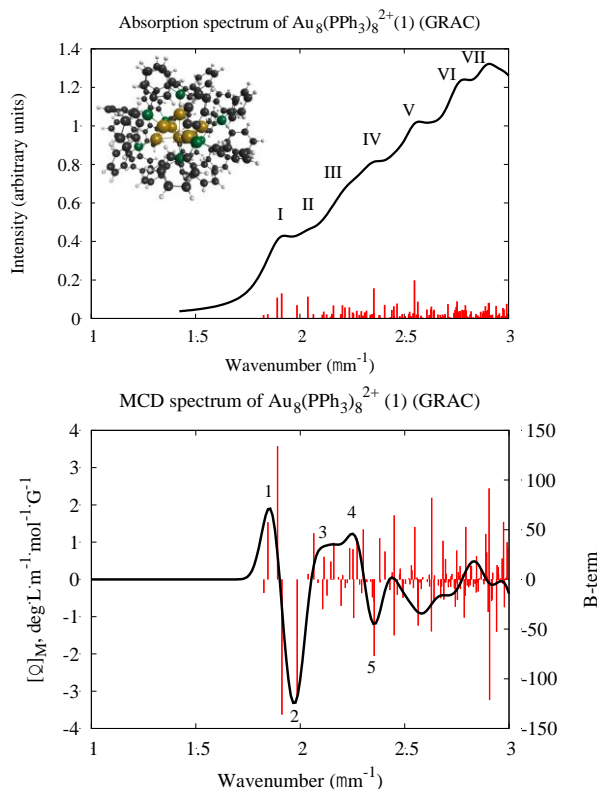 Absorption spectrum of Au₈(PPh₃)₈²⁺(1) (GRAC)
Intensity (arbitrary units)
1.4
1.2
1
0.8
0.6
0.4
0.2
0
I
II
III
IV
V
VI
VII
1 1.5 2 2.5 3
Wavenumber (mm⁻¹)
MCD spectrum of Au₈(PPh₃)₈²⁺ (1) (GRAC)
[Ω]M, deg·L·m⁻¹·mol⁻¹·G⁻¹
4
3
2
1
0
-1
-2
-3
-4
1
2
3
4
5
150
100
50
0
-50
-100
-150
B-term
1 1.5 2 2.5 3
Wavenumber (mm⁻¹)